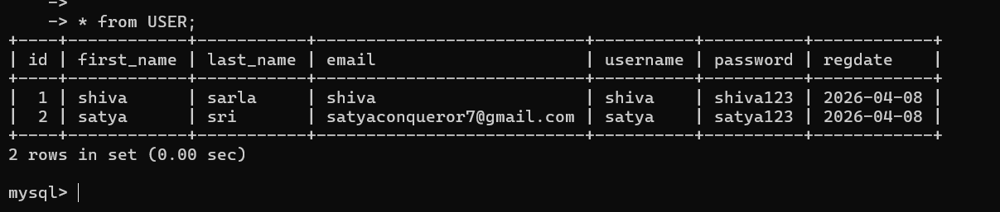 ->
-> * from USER;
+----+------------+-----------+---------------------------+----------+----------+------------+
| id | first_name | last_name | email                     | username | password | regdate    |
+----+------------+-----------+---------------------------+----------+----------+------------+
|  1 | shiva      | sarla     | shiva                     | shiva    | shiva123 | 2026-04-08 |
|  2 | satya      | sri       | satyaconqueror7@gmail.com | satya    | satya123 | 2026-04-08 |
+----+------------+-----------+---------------------------+----------+----------+------------+
2 rows in set (0.00 sec)
mysql>